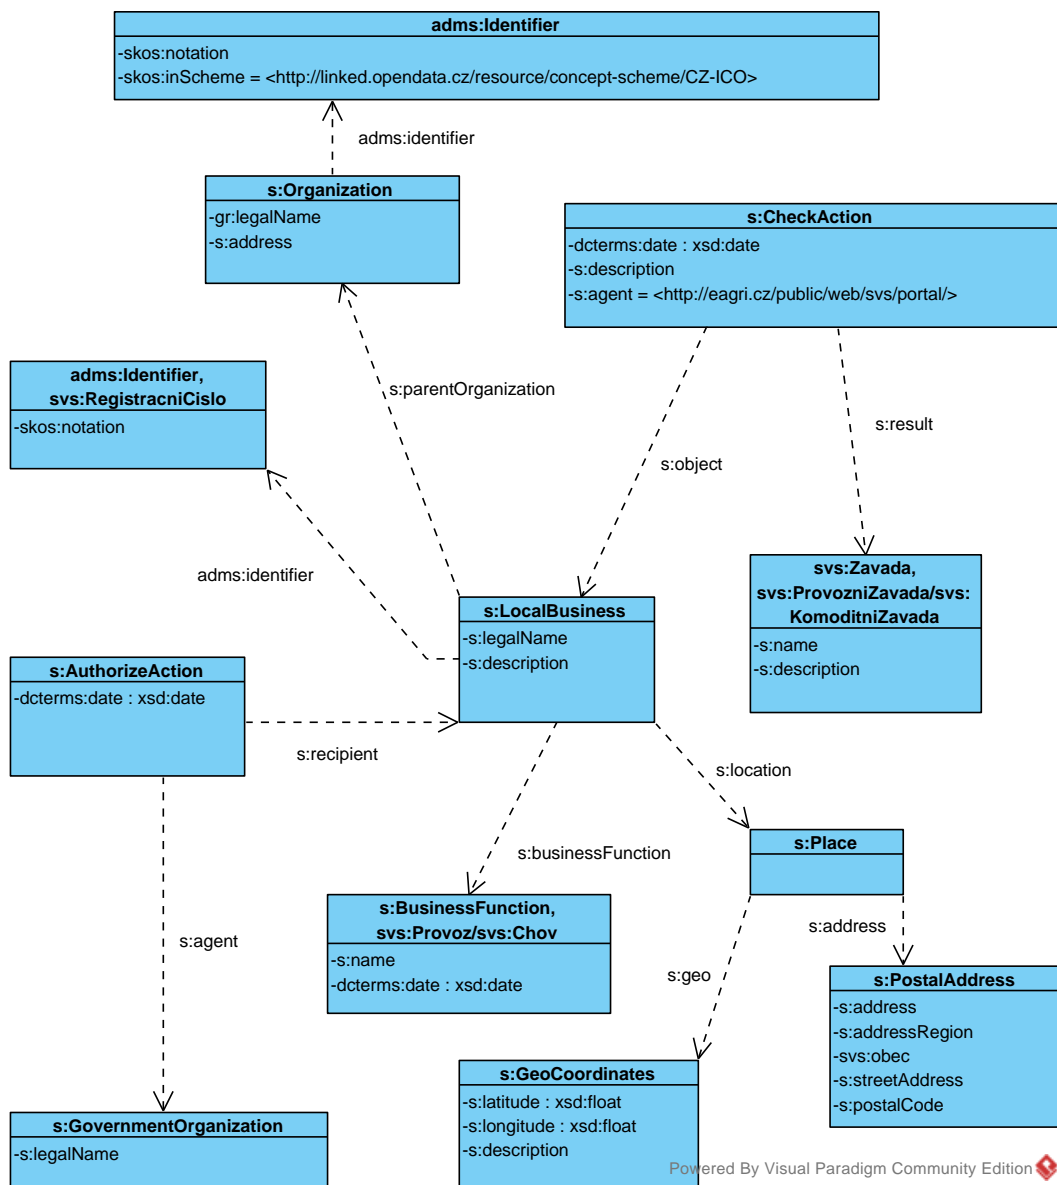 adms:Identifier
-skos:notation
-skos:inScheme = <http://linked.opendata.cz/resource/concept-scheme/CZ-ICO>
adms:identifier
s:Organization
-gr:legalName
-s:address
s:CheckAction
-dcterms:date : xsd:date
-s:description
-s:agent = <http://eagri.cz/public/web/svs/portal/>
adms:Identifier,
svs:RegistracniCislo
-skos:notation
s:parentOrganization
s:result
s:object
adms:identifier
svs:Zavada,
svs:ProvozniZavada/svs:
KomoditniZavada
-s:name
-s:description
s:LocalBusiness
-s:legalName
-s:description
s:AuthorizeAction
-dcterms:date : xsd:date
s:recipient
s:location
s:Place
s:businessFunction
s:BusinessFunction,
svs:Provoz/svs:Chov
-s:name
-dcterms:date : xsd:date
s:agent
s:address
s:geo
s:PostalAddress
-s:address
-s:addressRegion
-svs:obec
-s:streetAddress
-s:postalCode
s:GeoCoordinates
-s:latitude : xsd:float
-s:longitude : xsd:float
-s:description
s:GovernmentOrganization
-s:legalName
Powered By Visual Paradigm Community Edition